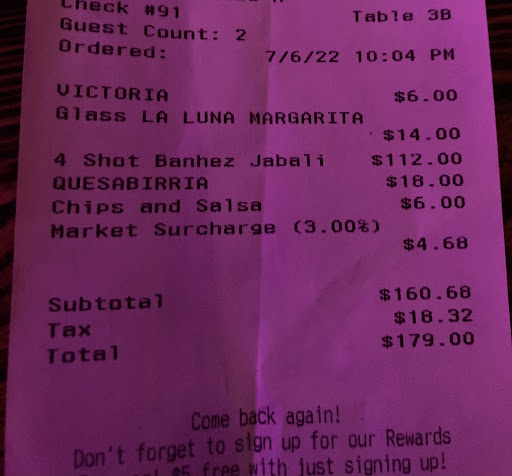 Check #91 Table 3B
Guest Count: 2
Ordered: 7/6/22 10:04 PM
VICTORIA $6.00
Glass LA LUNA MARGARITA
$14.00
4 Shot Banhez Jabali $112.00
QUESABIRRIA $18.00
Chips and Salsa $6.00
Market Surcharge (3.00%)
$4.68
Subtotal $160.68
Tax $18.32
Total $179.00
Come back again!
Don't forget to sign up for our Rewards
$5 free with just signing up!